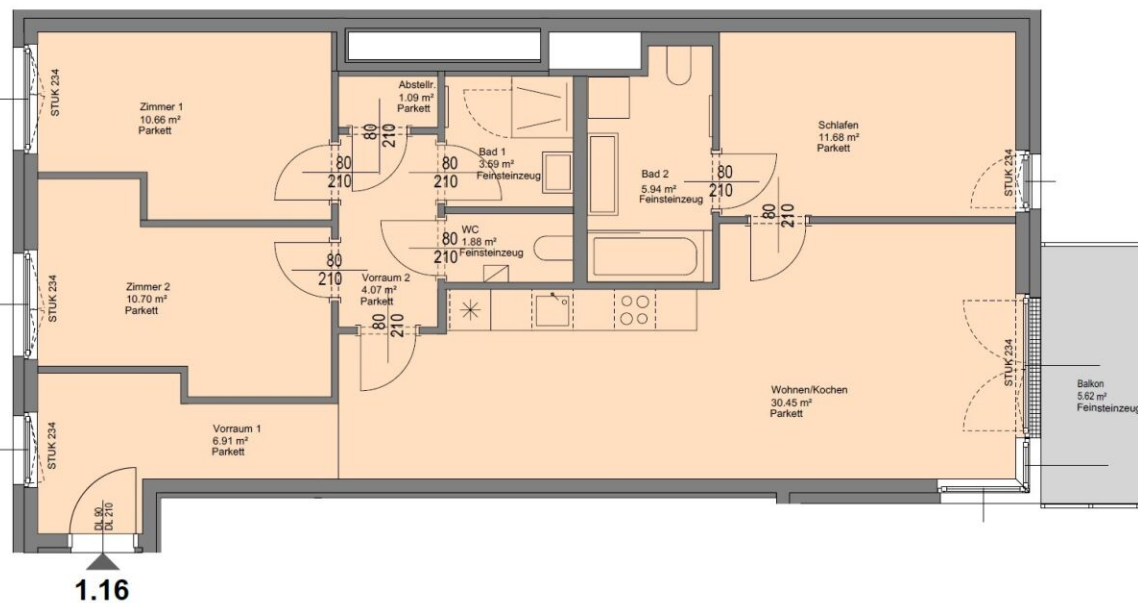 STUK 234
Zimmer 1
10.66 m²
Parkett
80
210
Abstellr.
1.09 m²
Parkett
80
210
Bad 1
3.59 m²
Feinsteinzeug
80
210
Bad 2
5.94 m²
Feinsteinzeug
80
210
Schlafen
11.68 m²
Parkett
STUK 234
80
210
WC
1.88 m²
Feinsteinzeug
80
210
STUK 234
Zimmer 2
10.70 m²
Parkett
80
210
Vorraum 2
4.07 m²
Parkett
80
210
Wohnen/Kochen
30.45 m²
Parkett
STUK 234
Balkon
5.62 m²
Feinsteinzeug
STUK 234
Vorraum 1
6.91 m²
Parkett
DL 90
DL 210
1.16